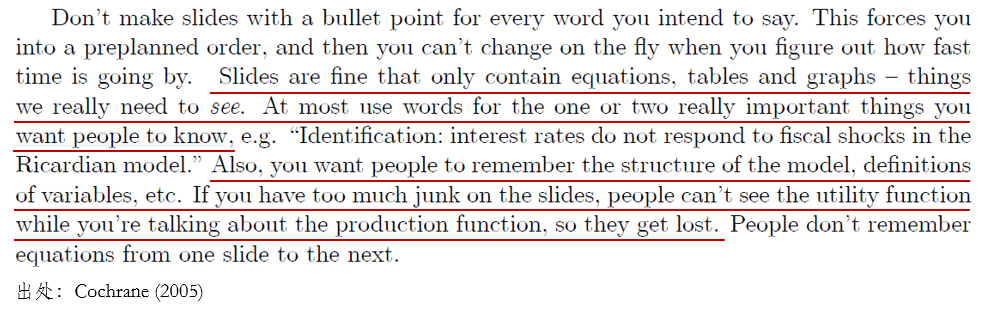 Don't make slides with a bullet point for every word you intend to say. This forces you
into a preplanned order, and then you can't change on the fly when you figure out how fast
time is going by. Slides are fine that only contain equations, tables and graphs – things
we really need to see. At most use words for the one or two really important things you
want people to know, e.g. “Identification: interest rates do not respond to fiscal shocks in the
Ricardian model.” Also, you want people to remember the structure of the model, definitions
of variables, etc. If you have too much junk on the slides, people can't see the utility function
while you're talking about the production function, so they get lost. People don't remember
equations from one slide to the next.
出处：Cochrane (2005)